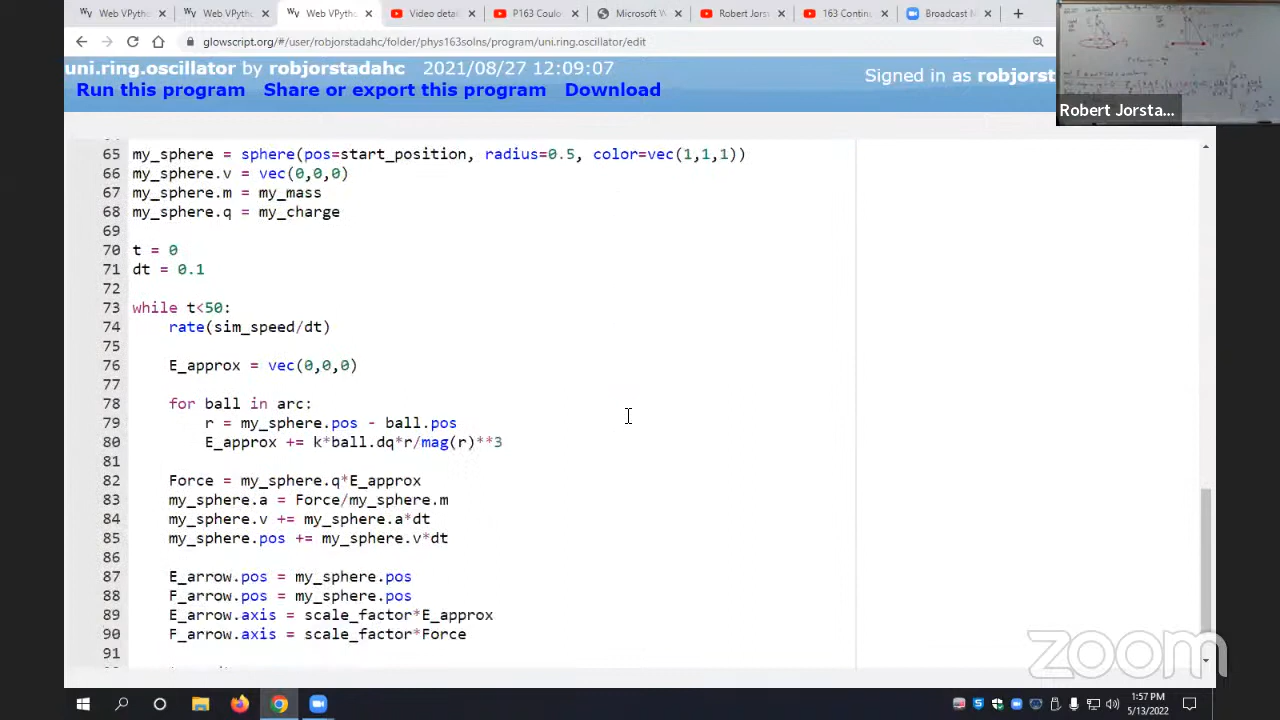 Web VPytho
Web VPytho
Web VPytho
Video dele
P163 Coulo
Microsoft W
Robert Jorst
163 Contin
Broadcast M
glowscript.org/#/user/robjorstadahc/folder/phys163solns/program/uni.ring.oscillator/edit
uni.ring.oscillator by robjorstadahc 2021/08/27 12:09:07
Signed in as robjorst
Run this program Share or export this program Download
Robert Jorsta...
65 my_sphere = sphere(pos=start_position, radius=0.5, color=vec(1,1,1))
66 my_sphere.v = vec(0,0,0)
67 my_sphere.m = my_mass
68 my_sphere.q = my_charge
69
70 t = 0
71 dt = 0.1
72
73 while t<50:
74     rate(sim_speed/dt)
75
76     E_approx = vec(0,0,0)
77
78     for ball in arc:
79         r = my_sphere.pos - ball.pos
80         E_approx += k*ball.dq*r/mag(r)**3
81
82     Force = my_sphere.q*E_approx
83     my_sphere.a = Force/my_sphere.m
84     my_sphere.v += my_sphere.a*dt
85     my_sphere.pos += my_sphere.v*dt
86
87     E_arrow.pos = my_sphere.pos
88     F_arrow.pos = my_sphere.pos
89     E_arrow.axis = scale_factor*E_approx
90     F_arrow.axis = scale_factor*Force
91
zoom
1:57 PM
5/13/2022